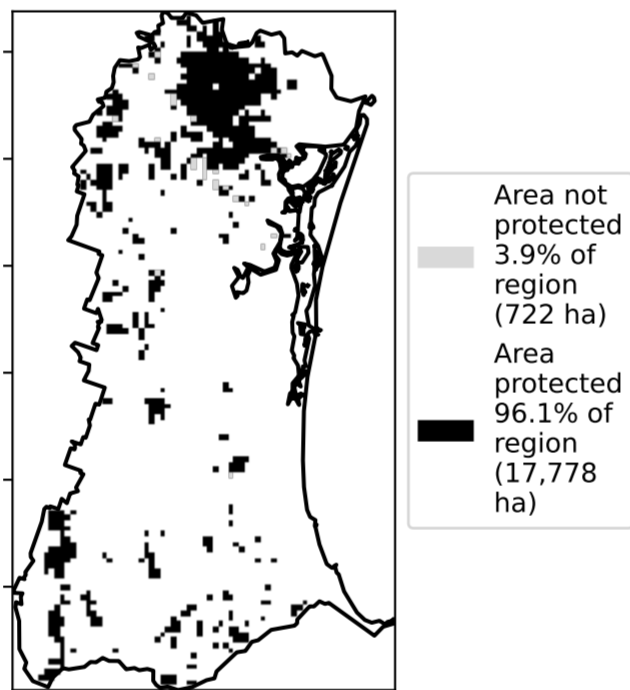 Area not
protected
3.9% of
region
(722 ha)
Area
protected
96.1% of
region
(17,778
ha)